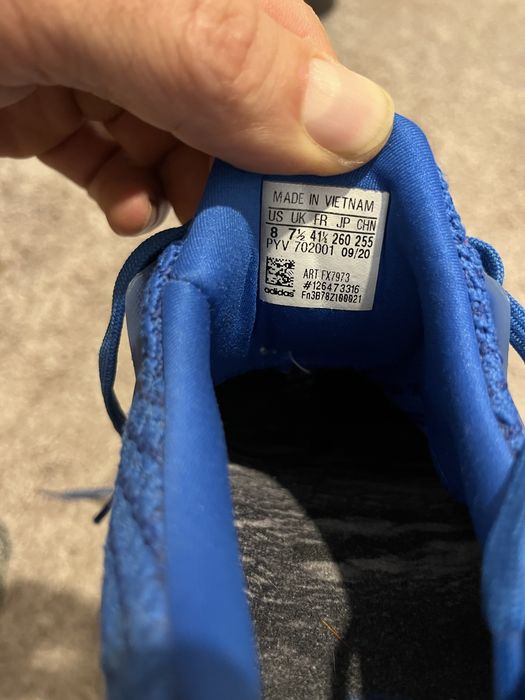 MADE IN VIETNAM
US UK FR JP CHN
8 7½ 41⅓ 260 255
PYV 702001 09/20
ART FX7973
#126473316
adidas Fn3B78Z100021